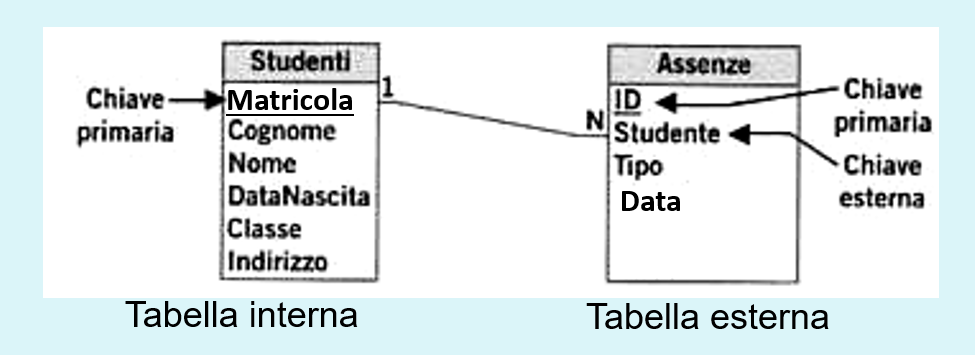 Studenti
Chiave primaria
Matricola
Cognome
Nome
DataNascita
Classe
Indirizzo
1
N
Assenze
ID
Studente
Tipo
Data
Chiave
primaria
Chiave
esterna
Tabella interna
Tabella esterna